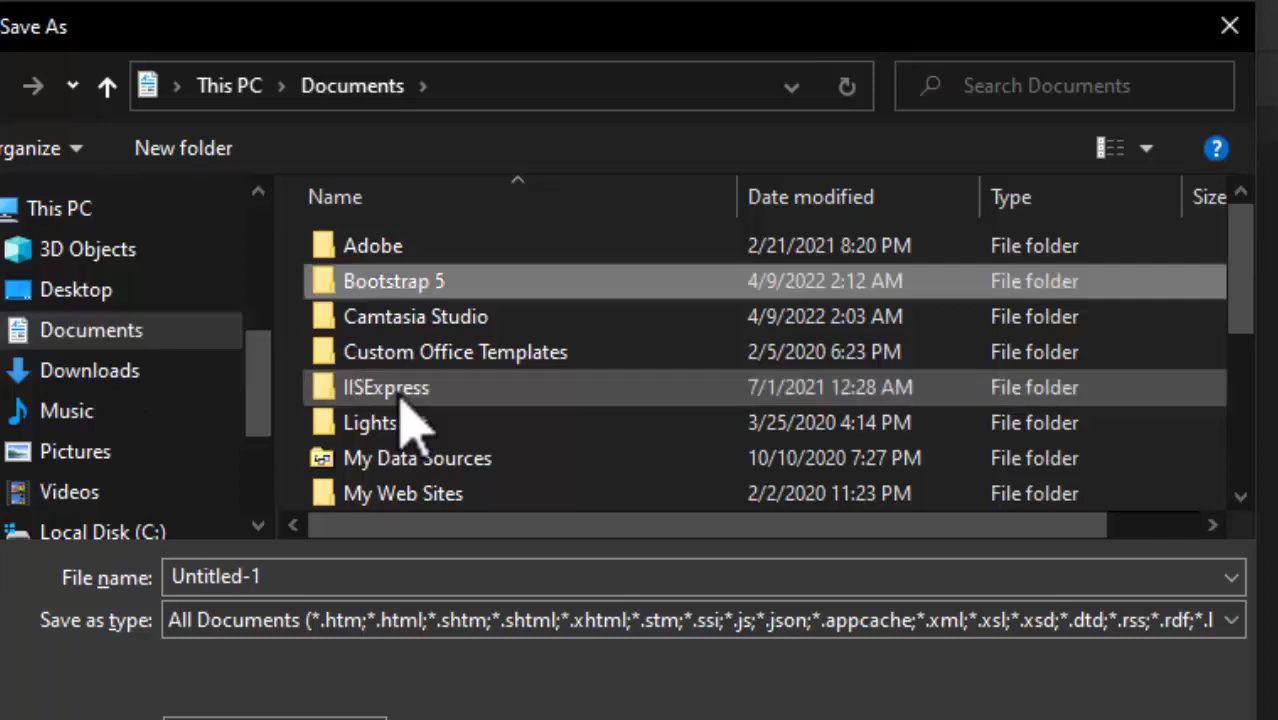 Save As
This PC > Documents >
Search Documents
rganize
New folder
?
Name
Date modified
Type
Size
This PC
3D Objects
Desktop
Documents
Downloads
Music
Pictures
Videos
Local Disk (C:)
Adobe 2/21/2021 8:20 PM File folder
Bootstrap 5 4/9/2022 2:12 AM File folder
Camtasia Studio 4/9/2022 2:03 AM File folder
Custom Office Templates 2/5/2020 6:23 PM File folder
IISExpress 7/1/2021 12:28 AM File folder
Lights 3/25/2020 4:14 PM File folder
My Data Sources 10/10/2020 7:27 PM File folder
My Web Sites 2/2/2020 11:23 PM File folder
File name: Untitled-1
Save as type: All Documents (*.htm;*.html;*.shtm;*.shtml;*.xhtml;*.stm;*.ssi;*.js;*.json;*.appcache;*.xml;*.xsl;*.xsd;*.dtd;*.rss;*.rdf;*.l